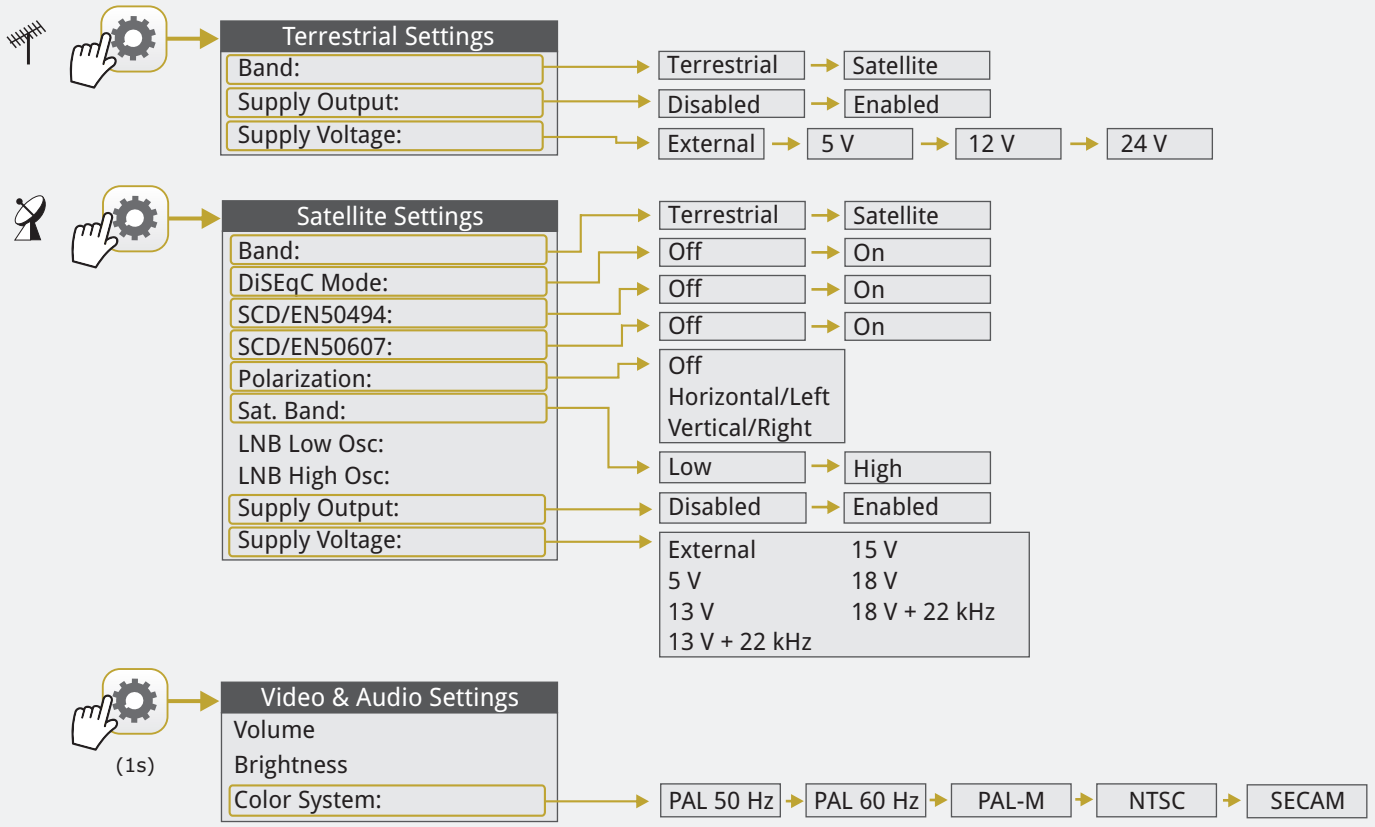 Terrestrial Settings
Band:
Terrestrial
Satellite
Supply Output:
Disabled
Enabled
Supply Voltage:
External
5 V
12 V
24 V
Satellite Settings
Band:
Terrestrial
Satellite
DiSEqC Mode:
Off
On
SCD/EN50494:
Off
On
SCD/EN50607:
Off
On
Polarization:
Off
Horizontal/Left
Vertical/Right
Sat. Band:
Low
High
LNB Low Osc:
LNB High Osc:
Supply Output:
Disabled
Enabled
Supply Voltage:
External
5 V
13 V
13 V + 22 kHz
15 V
18 V
18 V + 22 kHz
(1s)
Video & Audio Settings
Volume
Brightness
Color System:
PAL 50 Hz
PAL 60 Hz
PAL-M
NTSC
SECAM